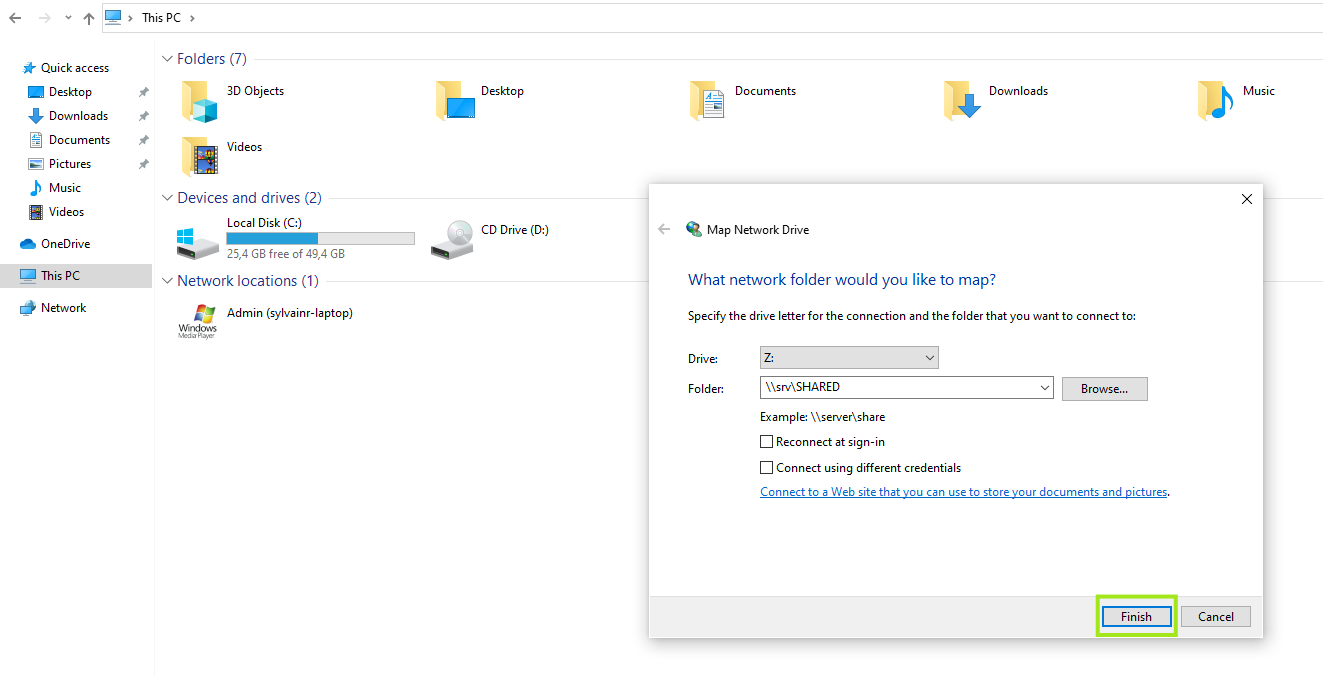 This PC
Quick access
Desktop
Downloads
Documents
Pictures
Music
Videos
OneDrive
This PC
Network
Folders (7)
3D Objects
Desktop
Documents
Downloads
Music
Videos
Devices and drives (2)
Local Disk (C:)
25,4 GB free of 49,4 GB
CD Drive (D:)
Network locations (1)
Windows
MediaPlayer
Admin (sylvainr-laptop)
Map Network Drive
What network folder would you like to map?
Specify the drive letter for the connection and the folder that you want to connect to:
Drive: Z:
Folder: \\srv\SHARED Browse...
Example: \\server\share
Reconnect at sign-in
Connect using different credentials
Connect to a Web site that you can use to store your documents and pictures.
Finish Cancel